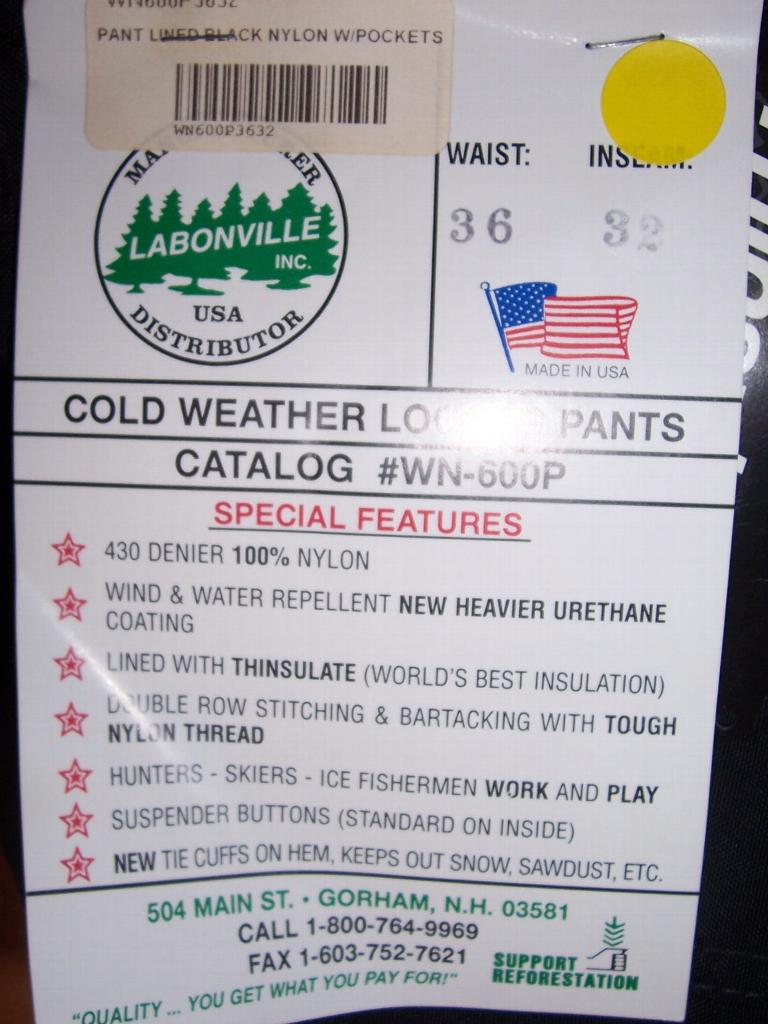 PANT LINED BLACK NYLON W/POCKETS
WN600P3632
WAIST: INSEAM:
36 32
LABONVILLE
INC.
USA
DISTRIBUTOR
MADE IN USA
COLD WEATHER PANTS
CATALOG #WN-600P
SPECIAL FEATURES
430 DENIER 100% NYLON
WIND & WATER REPELLENT NEW HEAVIER URETHANE
COATING
LINED WITH THINSULATE (WORLD'S BEST INSULATION)
DOUBLE ROW STITCHING & BARTACKING WITH TOUGH
NYLON THREAD
HUNTERS - SKIERS - ICE FISHERMEN WORK AND PLAY
SUSPENDER BUTTONS (STANDARD ON INSIDE)
NEW TIE CUFFS ON HEM, KEEPS OUT SNOW, SAWDUST, ETC.
504 MAIN ST. • GORHAM, N.H. 03581
CALL 1-800-764-9969
FAX 1-603-752-7621
SUPPORT
REFORESTATION
"QUALITY ... YOU GET WHAT YOU PAY FOR!"